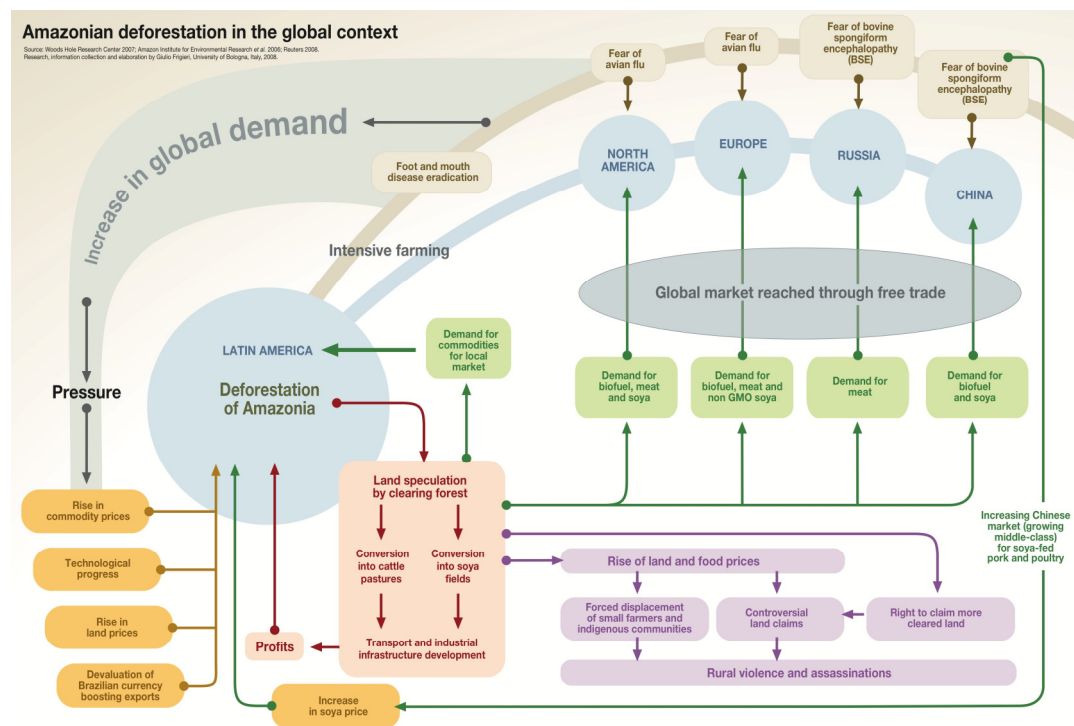 Amazonian deforestation in the global context
Source: Woods Hole Research Center 2007; Amazon Institute for Environmental Research et al. 2006; Reuters 2008.
Research, information collection and elaboration by Giulio Frigieri, University of Bologna, Italy, 2008.
Fear of
avian flu
Fear of
avian flu
Fear of bovine
spongiform
encephalopathy
(BSE)
Fear of bovine
spongiform
encephalopathy
(BSE)
Increase in global demand
Foot and mouth
disease eradication
NORTH
AMERICA
EUROPE
RUSSIA
CHINA
Intensive farming
Global market reached through free trade
LATIN AMERICA
Deforestation
of Amazonia
Demand for
commodities
for local
market
Demand for
biofuel, meat
and soya
Demand for
biofuel, meat and
non GMO soya
Demand for
meat
Demand for
biofuel
and soya
Pressure
Rise in
commodity prices
Technological
progress
Rise in
land prices
Devaluation of
Brazilian currency
boosting exports
Land speculation
by clearing forest
Conversion
into cattle
pastures
Conversion
into soya
fields
Transport and industrial
infrastructure development
Profits
Increase
in soya price
Increasing Chinese
market (growing
middle-class)
for soya-fed
pork and poultry
Rise of land and food prices
Forced displacement
of small farmers and
indigenous communities
Controversial
land claims
Right to claim more
cleared land
Rural violence and assassinations